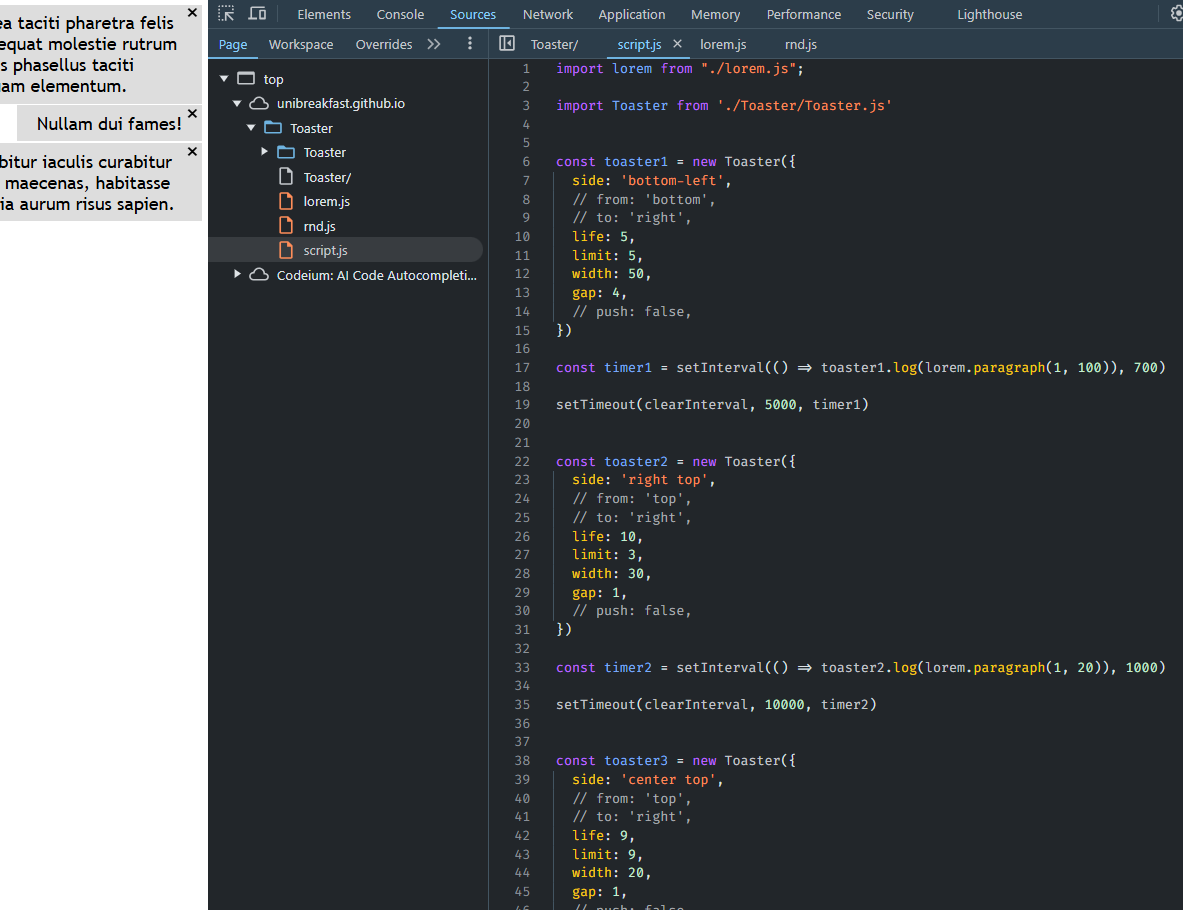 ea taciti pharetra felis ×
equat molestie rutrum
s phasellus taciti
am elementum.
Nullam dui fames! ×
bitur iaculis curabitur ×
maecenas, habitasse
ia aurum risus sapien.
Elements Console Sources Network Application Memory Performance Security Lighthouse
Page Workspace Overrides
Toaster/ script.js × lorem.js rnd.js
top
unibreakfast.github.io
Toaster
Toaster
Toaster/
lorem.js
rnd.js
script.js
Codeium: AI Code Autocompleti...
1 import lorem from "./lorem.js";
2
3 import Toaster from './Toaster/Toaster.js'
4
5
6 const toaster1 = new Toaster({
7 side: 'bottom-left',
8 // from: 'bottom',
9 // to: 'right',
10 life: 5,
11 limit: 5,
12 width: 50,
13 gap: 4,
14 // push: false,
15 })
16
17 const timer1 = setInterval(() => toaster1.log(lorem.paragraph(1, 100)), 700)
18
19 setTimeout(clearInterval, 5000, timer1)
20
21
22 const toaster2 = new Toaster({
23 side: 'right top',
24 // from: 'top',
25 // to: 'right',
26 life: 10,
27 limit: 3,
28 width: 30,
29 gap: 1,
30 // push: false,
31 })
32
33 const timer2 = setInterval(() => toaster2.log(lorem.paragraph(1, 20)), 1000)
34
35 setTimeout(clearInterval, 10000, timer2)
36
37
38 const toaster3 = new Toaster({
39 side: 'center top',
40 // from: 'top',
41 // to: 'right',
42 life: 9,
43 limit: 9,
44 width: 20,
45 gap: 1,
46 // push: false